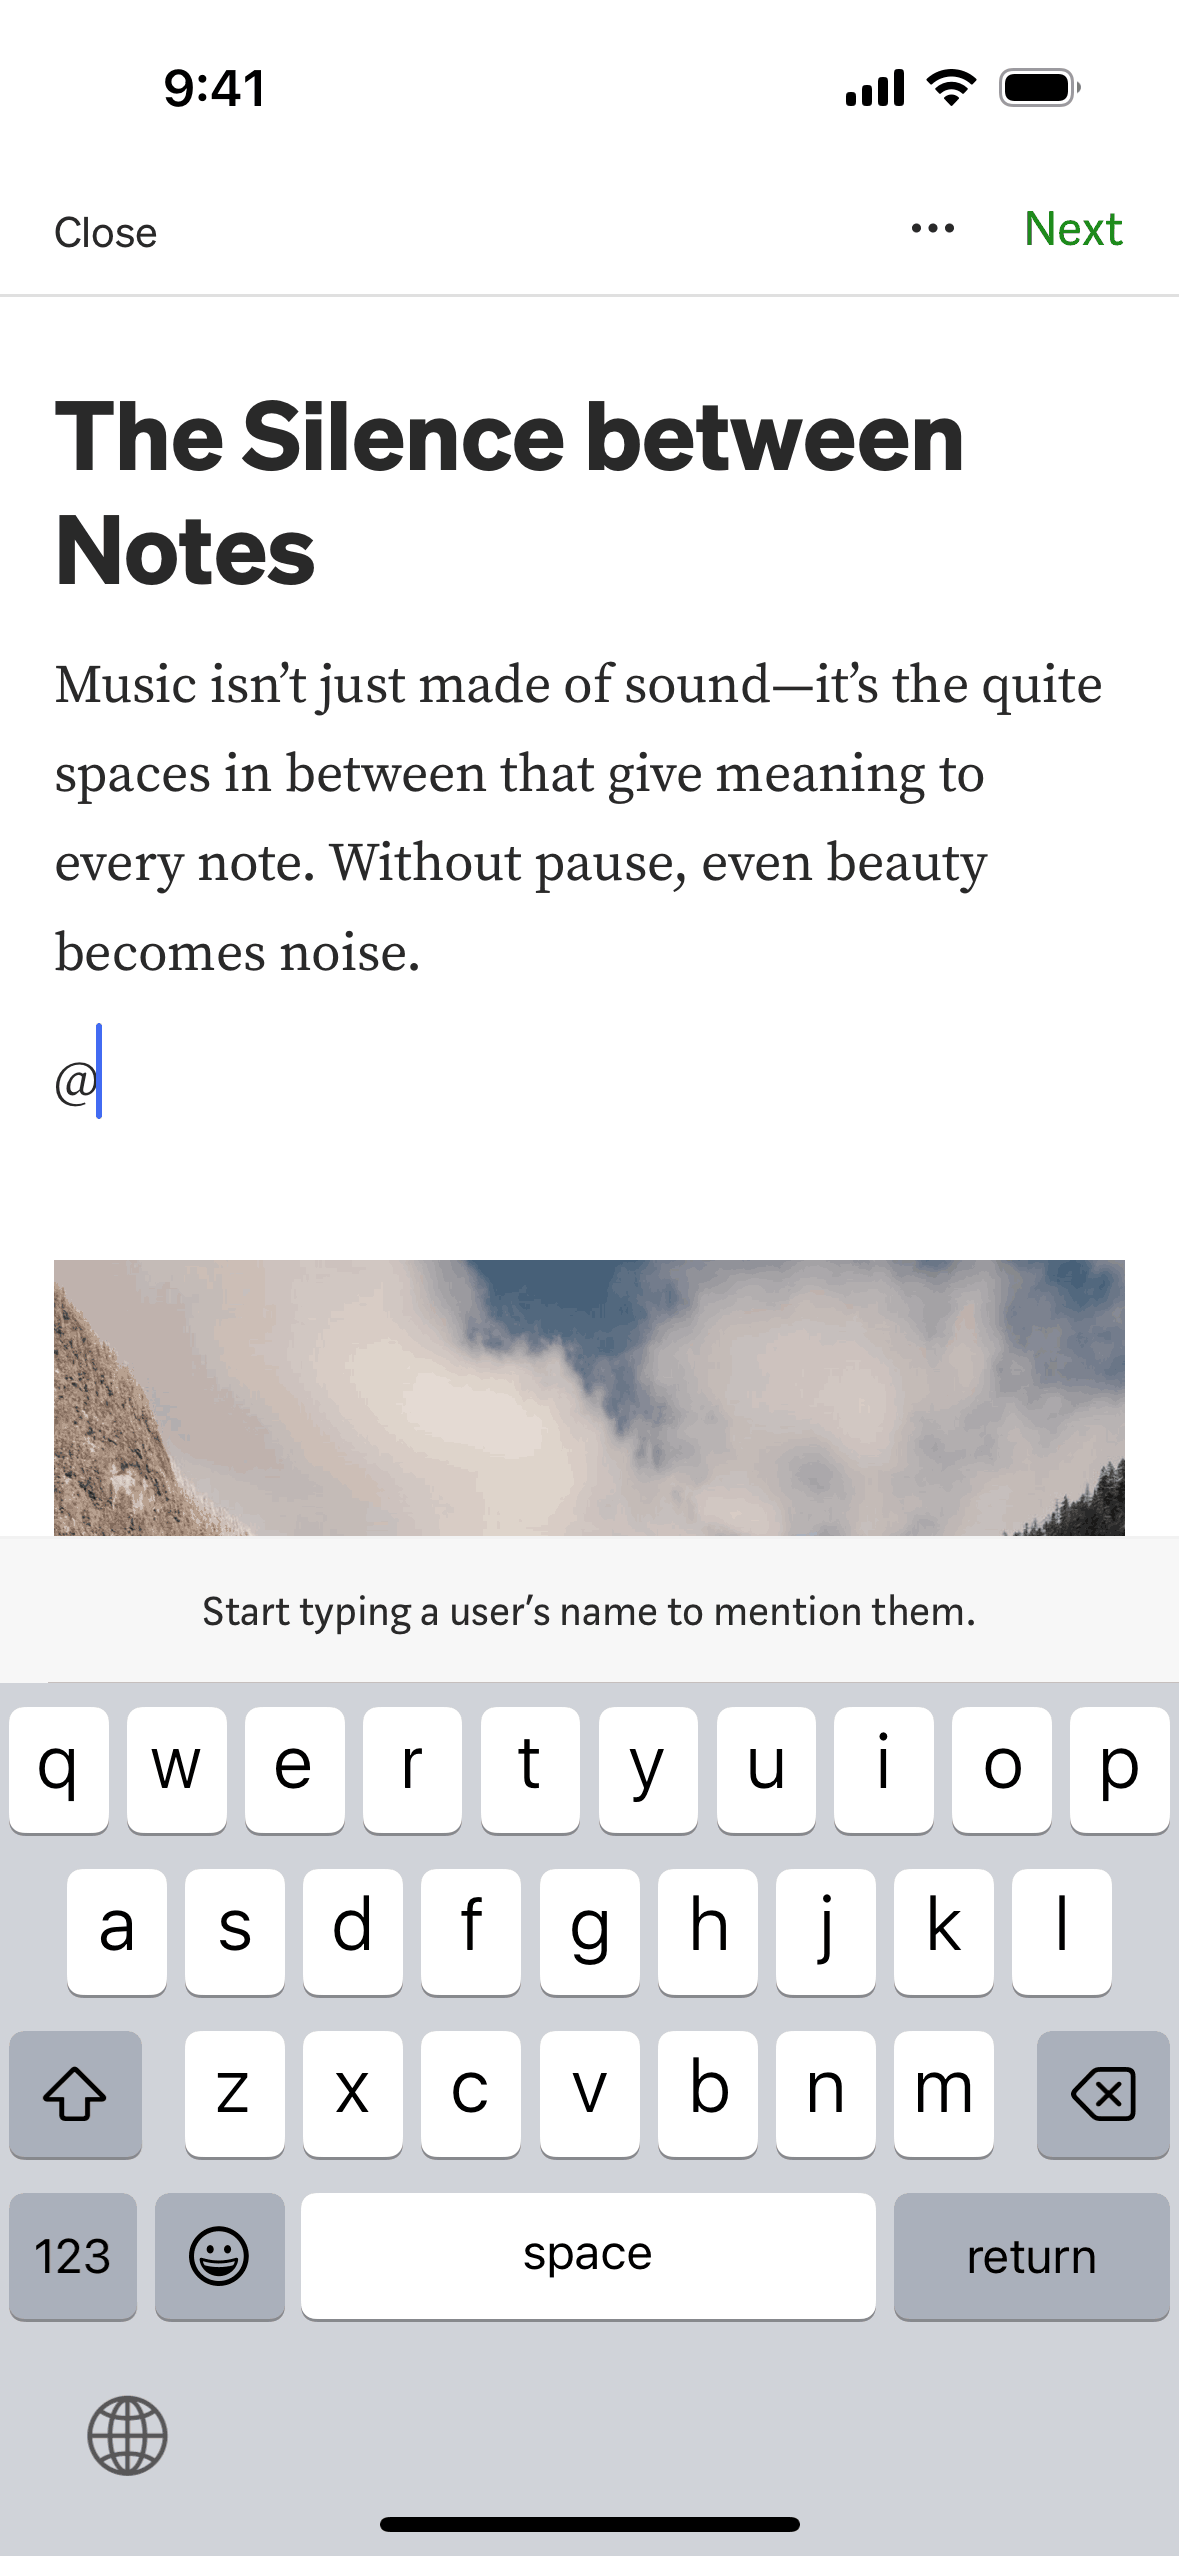 9:41
Close ••• Next
The Silence between
Notes
Music isn’t just made of sound—it’s the quite
spaces in between that give meaning to
every note. Without pause, even beauty
becomes noise.
@
Start typing a user’s name to mention them.
q w e r t y u i o p
a s d f g h j k l
z x c v b n m
123 space return